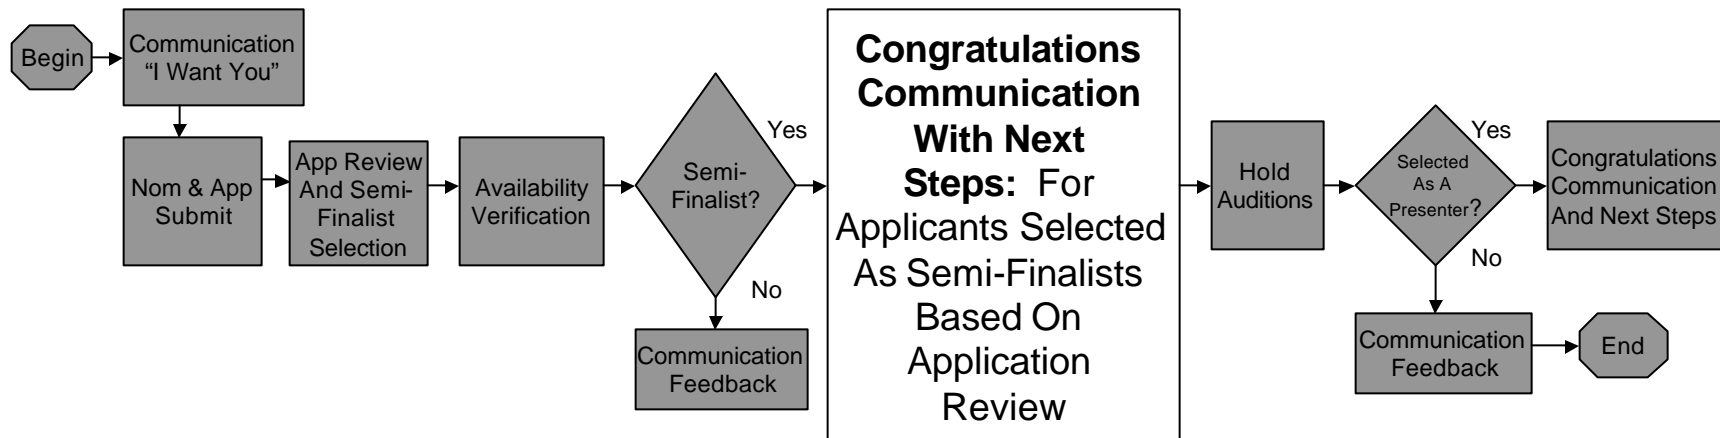 Begin
Communication
“I Want You”
Nom & App
Submit
App Review
And Semi-
Finalist
Selection
Availability
Verification
Semi-
Finalist?
Yes
No
Communication
Feedback
Congratulations
Communication
With Next
Steps: For
Applicants Selected
As Semi-Finalists
Based On
Application
Review
Hold
Auditions
Selected
As A
Presenter?
Yes
No
Congratulations
Communication
And Next Steps
Communication
Feedback
End